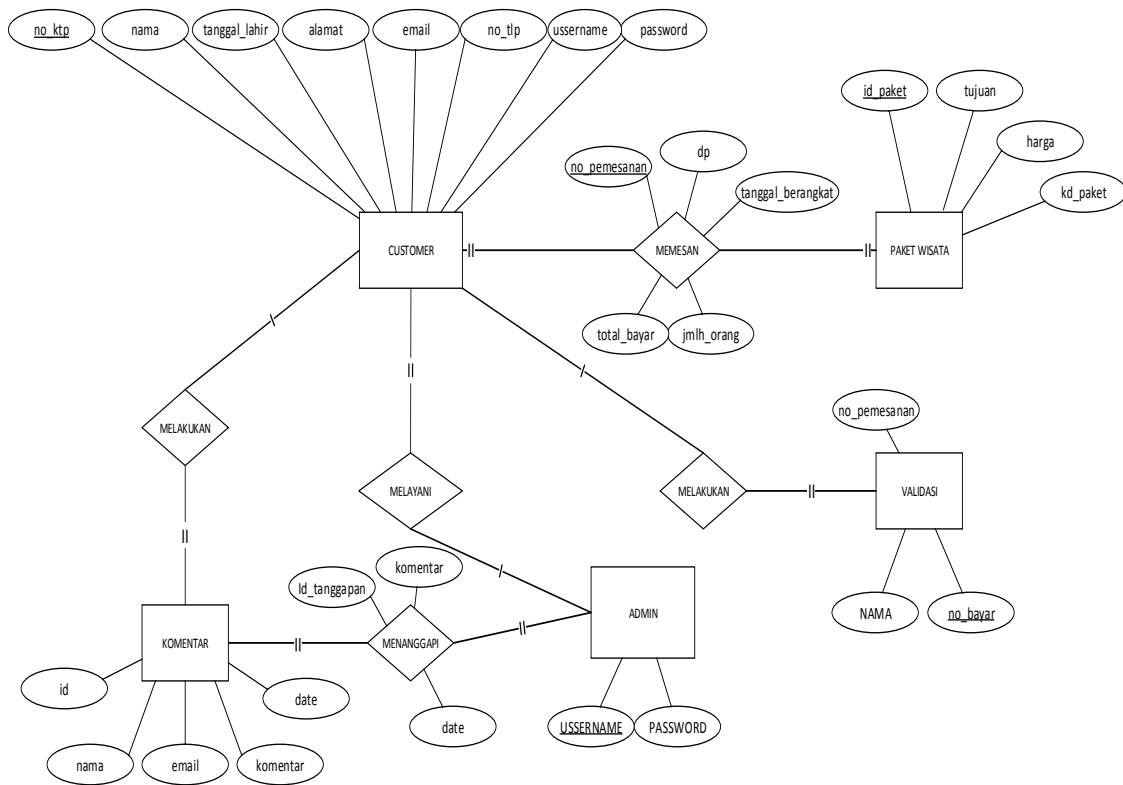 no_ktp
nama
tanggal_lahir
alamat
email
no_tlp
ussername
password
id_paket
tujuan
harga
kd_paket
no_pemesanan
dp
tanggal_berangkat
CUSTOMER
MEMESAN
PAKET WISATA
total_bayar
jmlh_orang
MELAKUKAN
MELAYANI
MELAKUKAN
no_pemesanan
VALIDASI
NAMA
no_bayar
Id_tanggapan
komentar
ADMIN
KOMENTAR
MENANGGAPI
id
date
date
USSERNAME
PASSWORD
nama
email
komentar